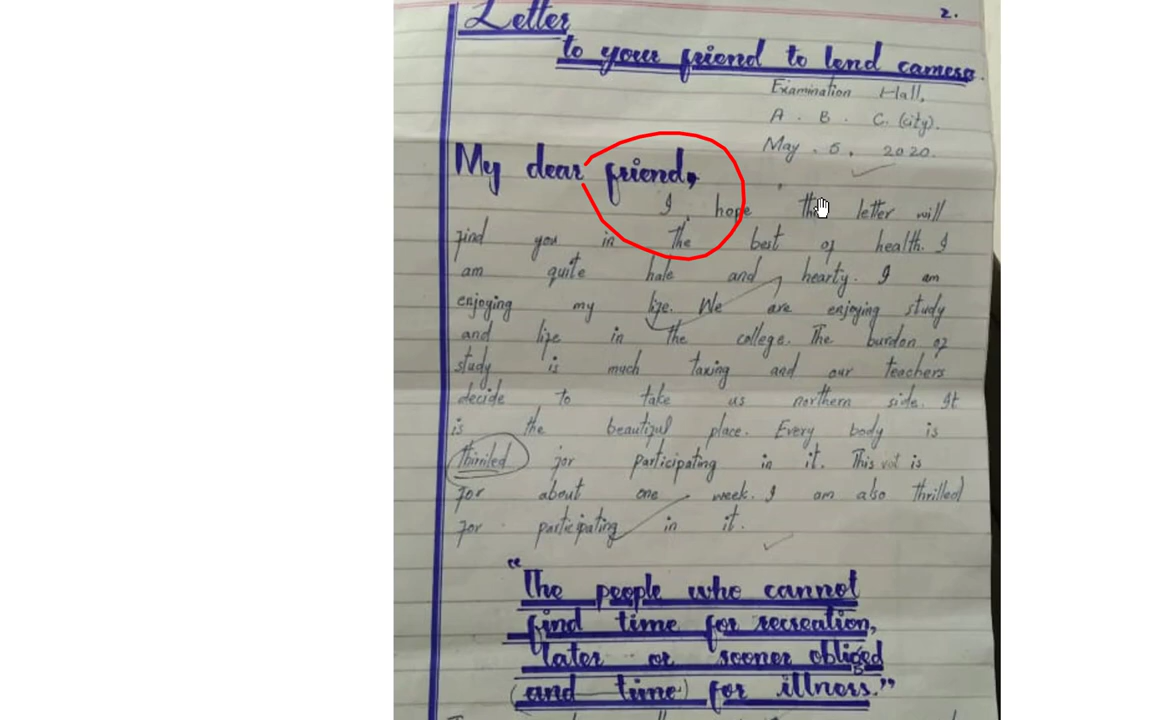 Letter
2.
to your friend to lend camera.
Examination Hall,
A . B . C. (city).
May . 6 , 2020.
My dear friend,
I hope this letter will
find you in the best of health. I
am quite hale and hearty. I am
enjoying my life. We are enjoying study
and life in the college. The burdon of
study is much taxing and our teachers
decide to take us northern side. It
is the beautiful place. Every body is
for participating in it. This is
for about one week. I am also thrilled
for participating in it.
"The people who cannot
find time for recreation,
later or sooner obliged
(and time) for illness."